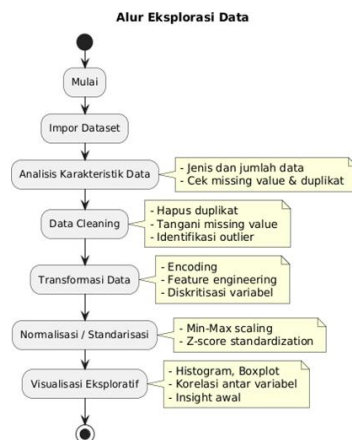 Alur Eksplorasi Data
Mulai
Impor Dataset
Analisis Karakteristik Data
- Jenis dan jumlah data
- Cek missing value & duplikat
Data Cleaning
- Hapus duplikat
- Tangani missing value
- Identifikasi outlier
Transformasi Data
- Encoding
- Feature engineering
- Diskritisasi variabel
Normalisasi / Standarisasi
- Min-Max scaling
- Z-score standardization
Visualisasi Eksploratif
- Histogram, Boxplot
- Korelasi antar variabel
- Insight awal